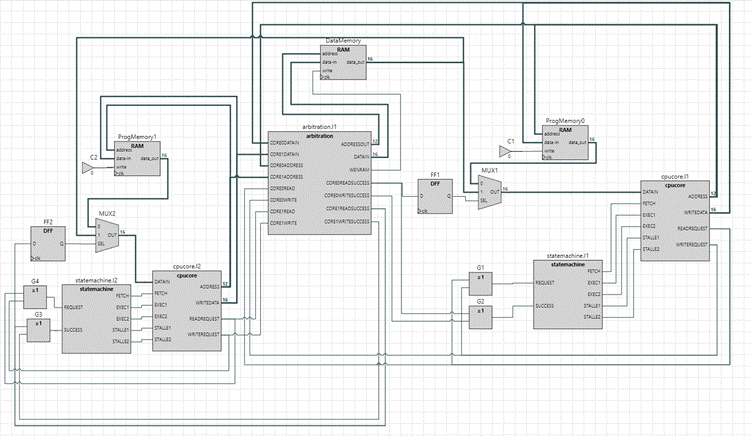 DataMemory
RAM
address
data-in
data_out
16
write
clk
ProgMemory1
RAM
address
data-in
data_out
16
write
clk
C2
0
arbitration.I1
arbitration
CORE0DATAIN
CORE1DATAIN
CORE0ADDRESS
CORE1ADDRESS
CORE0READ
CORE0WRITE
CORE1READ
CORE1WRITE
ADDRESSOUT
12
DATAIN
16
WENRAM
CORE0READSUCCESS
CORE0WRITESUCCESS
CORE1READSUCCESS
CORE1WRITESUCCESS
ProgMemory0
RAM
address
data-in
data_out
16
write
clk
C1
0
FF1
DFF
D
Q
clk
MUX1
0
1
OUT
16
SEL
cpucore.I1
cpucore
DATAIN
FETCH
EXEC1
EXEC2
STALLE1
STALLE2
ADDRESS
12
WRITEDATA
16
READREQUEST
WRITEREQUEST
FF2
DFF
D
Q
clk
MUX2
0
1
OUT
16
SEL
G4
≥1
G3
≥1
statemachine.I2
statemachine
REQUEST
SUCCESS
FETCH
EXEC1
EXEC2
STALLE1
STALLE2
cpucore.I2
cpucore
DATAIN
FETCH
EXEC1
EXEC2
STALLE1
STALLE2
ADDRESS
12
WRITEDATA
16
READREQUEST
WRITEREQUEST
G1
≥1
G2
≥1
statemachine.I1
statemachine
REQUEST
SUCCESS
FETCH
EXEC1
EXEC2
STALLE1
STALLE2